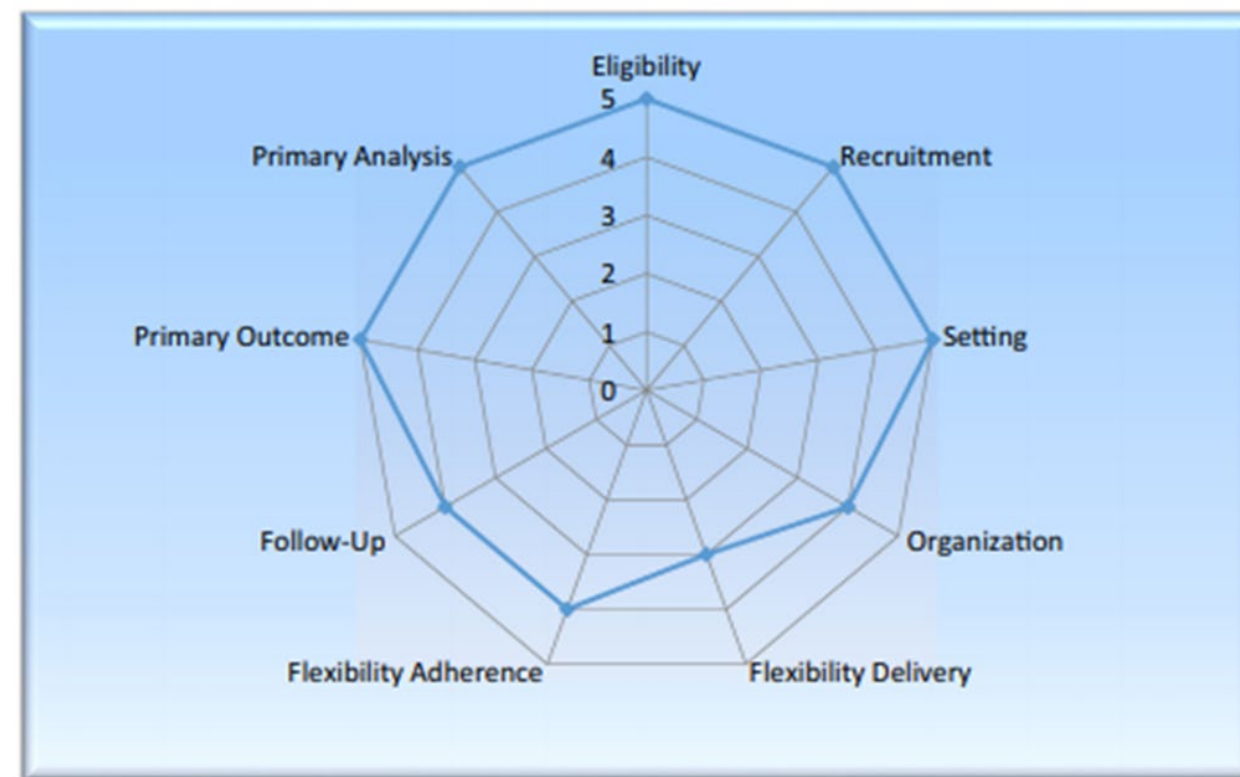 Eligibility
5
Primary Analysis
4
Recruitment
3
2
Primary Outcome
1
Setting
0
Follow-Up
Organization
Flexibility Adherence
Flexibility Delivery